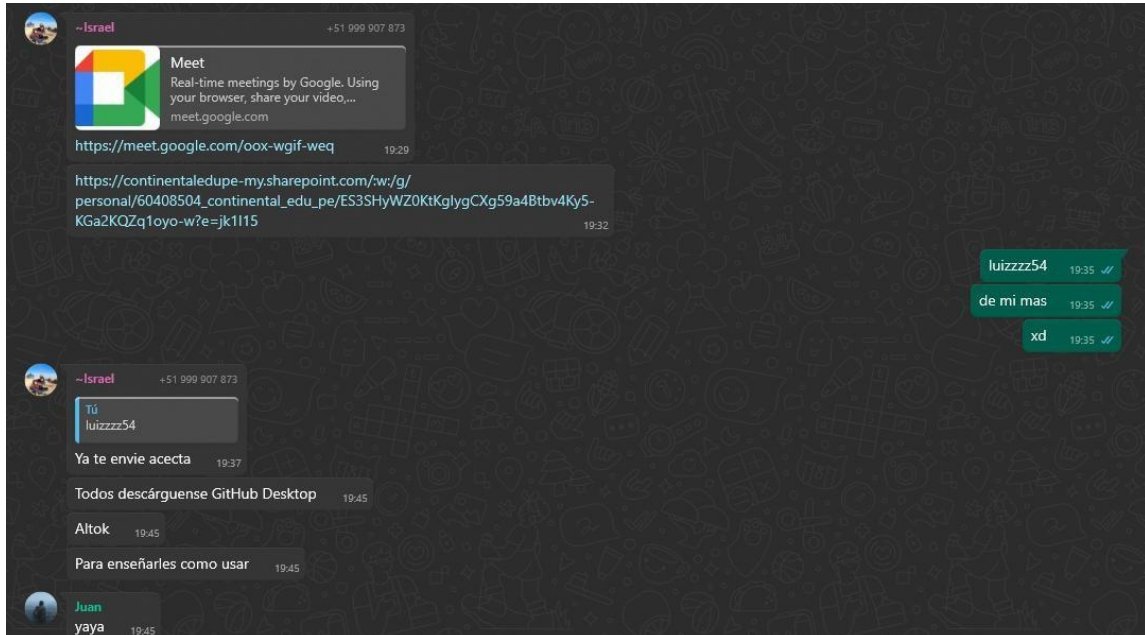 ~Israel +51 999 907 873
Meet
Real-time meetings by Google. Using
your browser, share your video,...
meet.google.com
https://meet.google.com/oox-wgif-weq 19:29
https://continentaledupe-my.sharepoint.com/:w:/g/
personal/60408504_continental_edu_pe/ES3SHyWZ0KtKgIygCXg59a4Btbv4Ky5-
KGa2KQZq1oyo-w?e=jk1I15 19:32
luizzzz54 19:35
de mi mas 19:35
xd 19:35
~Israel +51 999 907 873
Tú
luizzzz54
Ya te envie acecta 19:37
Todos descárguense GitHub Desktop 19:45
Altok 19:45
Para enseñarles como usar 19:45
Juan
yaya 19:45